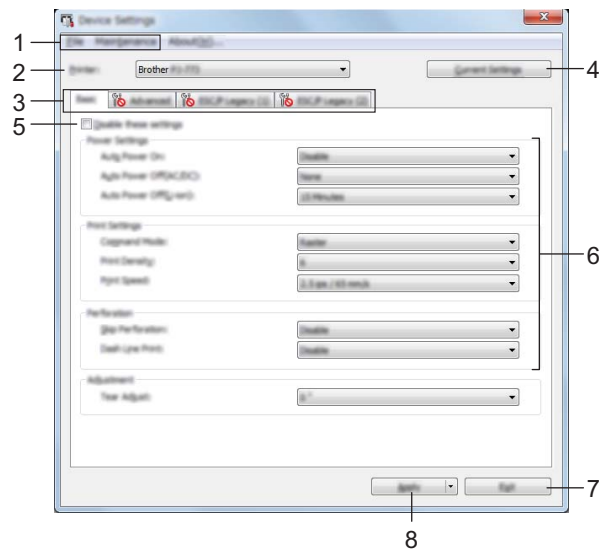 Device Settings
1
File Maintenance About(V)...
2
Printer: Brother PJ-773
Current Settings
4
3
Basic Advanced ESC/P Legacy (1) ESC/P Legacy (2)
5
Disable these settings
Power Settings
Auto Power On: Disable
Auto Power Off(AC/DC): None
Auto Power Off(Li-ion): 10 Minutes
6
Print Settings
Command Mode: Raster
Print Density: 6
Print Speed:
Perforation
Skip Perforation: Disable
Dash Line Print: Disable
Adjustment
Tear Adjust:
Apply Exit
7
8